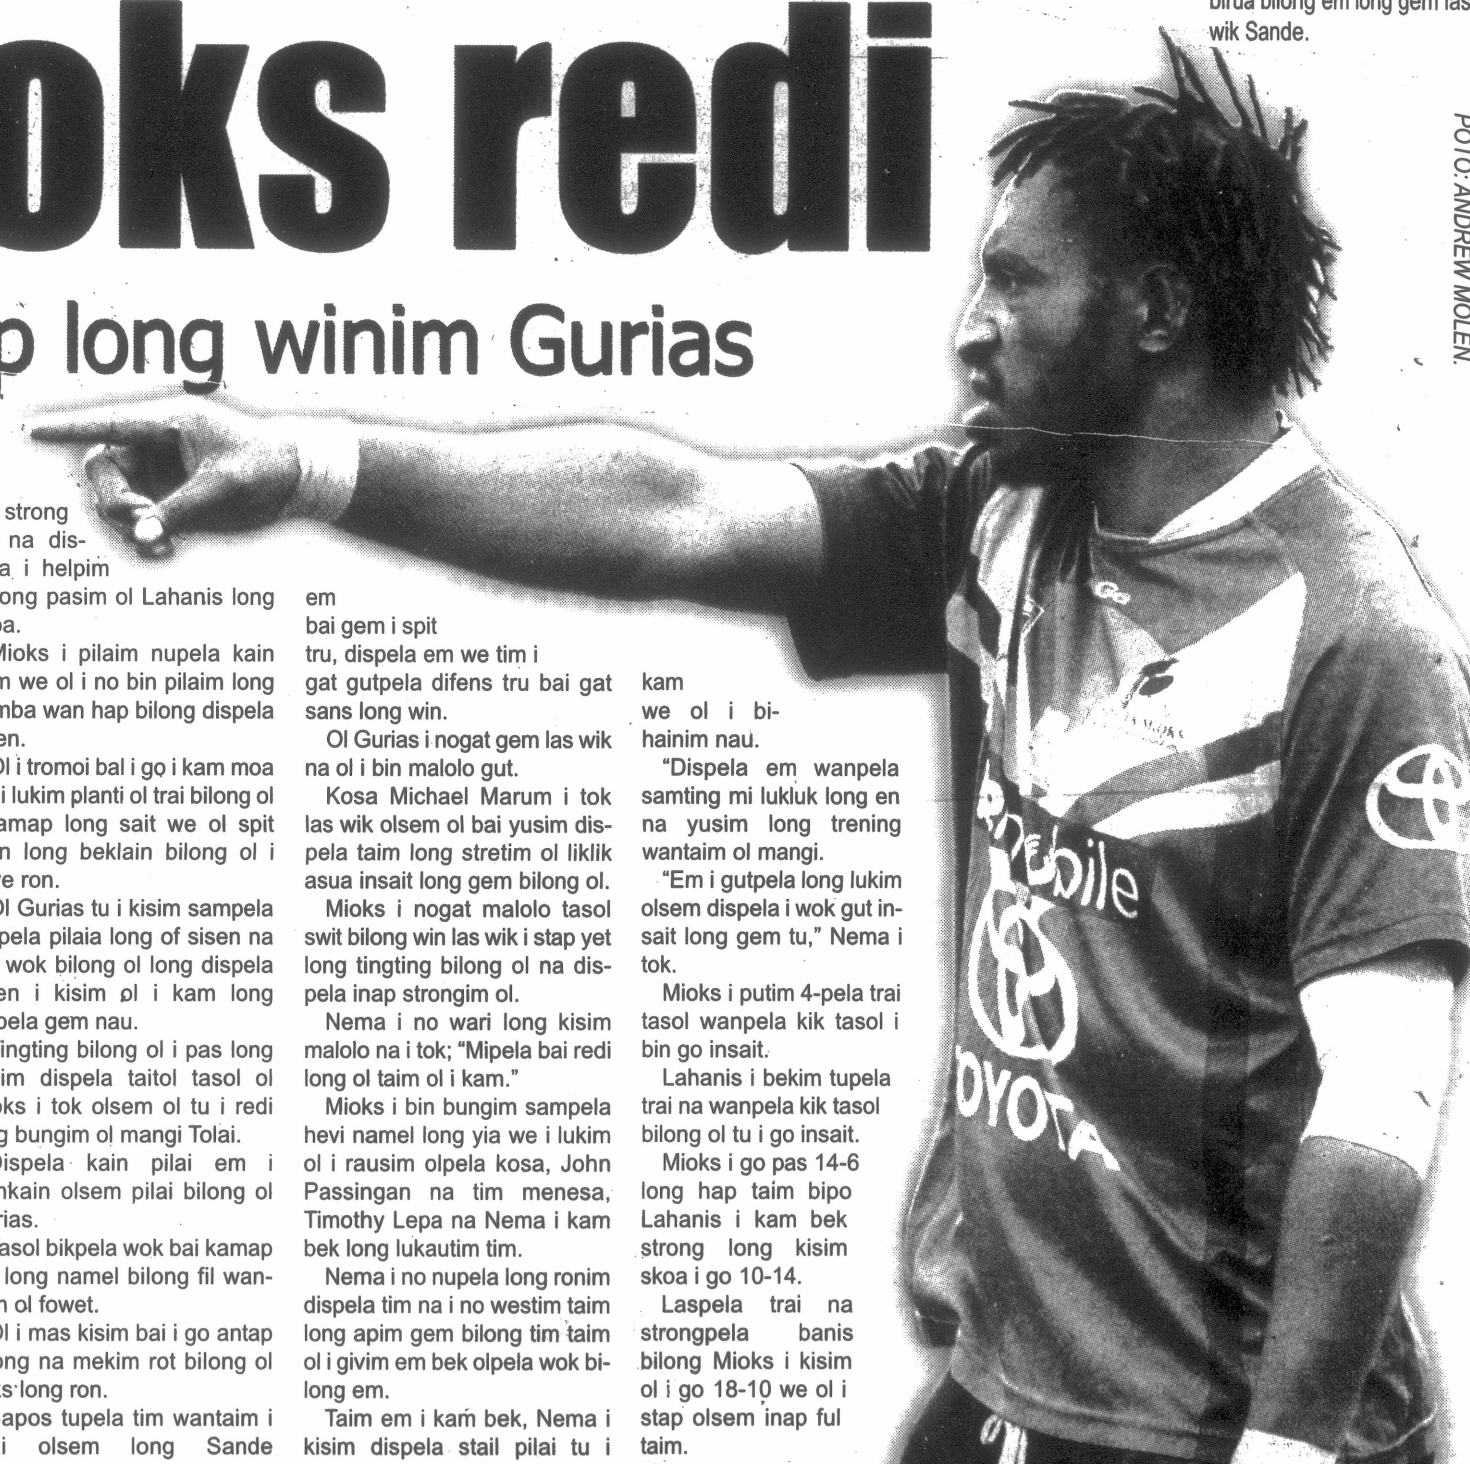 oks redi
p long winim Gurias
birua bilong em long gem las
wik Sande.
POTO: ANDREW MOLEN.
strong
na dis-
a i helpim
ong pasim ol Lahanis long
ba.
Mioks i pilaim nupela kain
m we ol i no bin pilaim long
mba wan hap bilong dispela
en.
Ol i tromoi bal i go i kam moa
i lukim planti ol trai bilong ol
amap long sait we ol spit
n long beklain bilong ol i
e ron.
Ol Gurias tu i kisim sampela
pela pilaia long of sisen na
wok bilong ol long dispela
en i kisim ol i kam long
pela gem nau.
ingting bilong ol i pas long
im dispela taitol tasol ol
oks i tok olsem ol tu i redi
g bungim ol mangi Tolai.
Dispela kain pilai em i
nkain olsem pilai bilong ol
rias.
asol bikpela wok bai kamap
long namel bilong fil wan-
m ol fowet.
Ol i mas kisim bai i go antap
ong na mekim rot bilong ol
s long ron.
Sapos tupela tim wantaim i
i olsem long Sande
em
bai gem i spit
tru, dispela em we tim i
gat gutpela difens tru bai gat
sans long win.
Ol Gurias i nogat gem las wik
na ol i bin malolo gut.
Kosa Michael Marum i tok
las wik olsem ol bai yusim dis-
pela taim long stretim ol liklik
asua insait long gem bilong ol.
Mioks i nogat malolo tasol
swit bilong win las wik i stap yet
long tingting bilong ol na dis-
pela inap strongim ol.
Nema i no wari long kisim
malolo na i tok; “Mipela bai redi
long ol taim ol i kam.”
Mioks i bin bungim sampela
hevi namel long yia we i lukim
ol i rausim olpela kosa, John
Passingan na tim menesa,
Timothy Lepa na Nema i kam
bek long lukautim tim.
Nema i no nupela long ronim
dispela tim na i no westim taim
long apim gem bilong tim taim
ol i givim em bek olpela wok bi-
long em.
Taim em i kam bek, Nema i
kisim dispela stail pilai tu i
kam
we ol i bi-
hainim nau.
“Dispela em wanpela
samting mi lukluk long en
na yusim long trening
wantaim ol mangi.
“Em i gutpela long lukim
olsem dispela i wok gut in-
sait long gem tu,” Nema i
tok.
Mioks i putim 4-pela trai
tasol wanpela kik tasol i
bin go insait.
Lahanis i bekim tupela
trai na wanpela kik tasol
bilong ol tu i go insait.
Mioks i go pas 14-6
long hap taim bipo
Lahanis i kam bek
strong long kisim
skoa i go 10-14.
Laspela trai na
strongpela banis
bilong Mioks i kisim
ol i go 18-10 we ol i
stap olsem inap ful
taim.
Go
mobile
TOYOTA